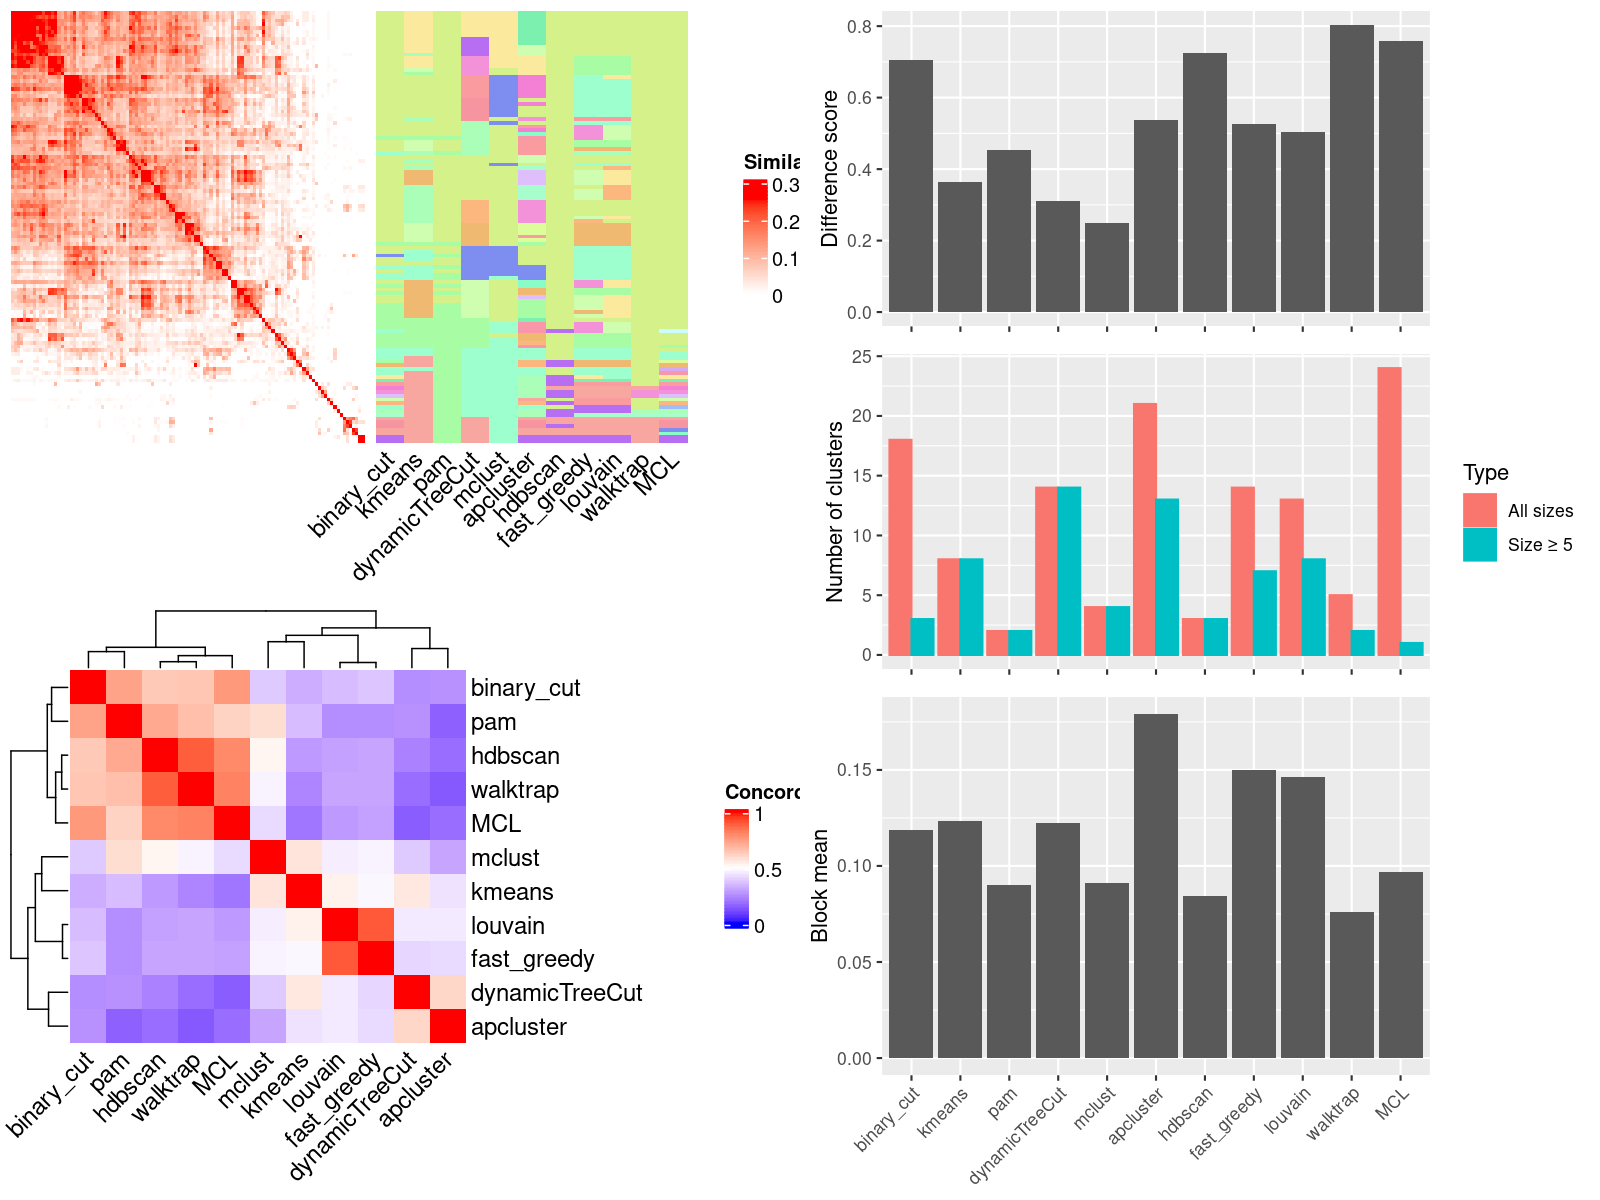 Simila
0.3
0.2
0.1
0
binary_cut
kmeans
pam
dynamicTreeCut
mclust
apcluster
hdbscan
fast_greedy
louvain
walktrap
MCL
binary_cut
pam
hdbscan
walktrap
MCL
mclust
kmeans
louvain
fast_greedy
dynamicTreeCut
apcluster
binary_cut
pam
hdbscan
walktrap
MCL
mclust
kmeans
louvain
fast_greedy
dynamicTreeCut
apcluster
Concord
1
0.5
0
Difference score
0.8
0.6
0.4
0.2
0.0
Number of clusters
25
20
15
10
5
0
Type
All sizes
Size ≥ 5
Block mean
0.15
0.10
0.05
0.00
binary_cut
kmeans
pam
dynamicTreeCut
mclust
apcluster
hdbscan
fast_greedy
louvain
walktrap
MCL